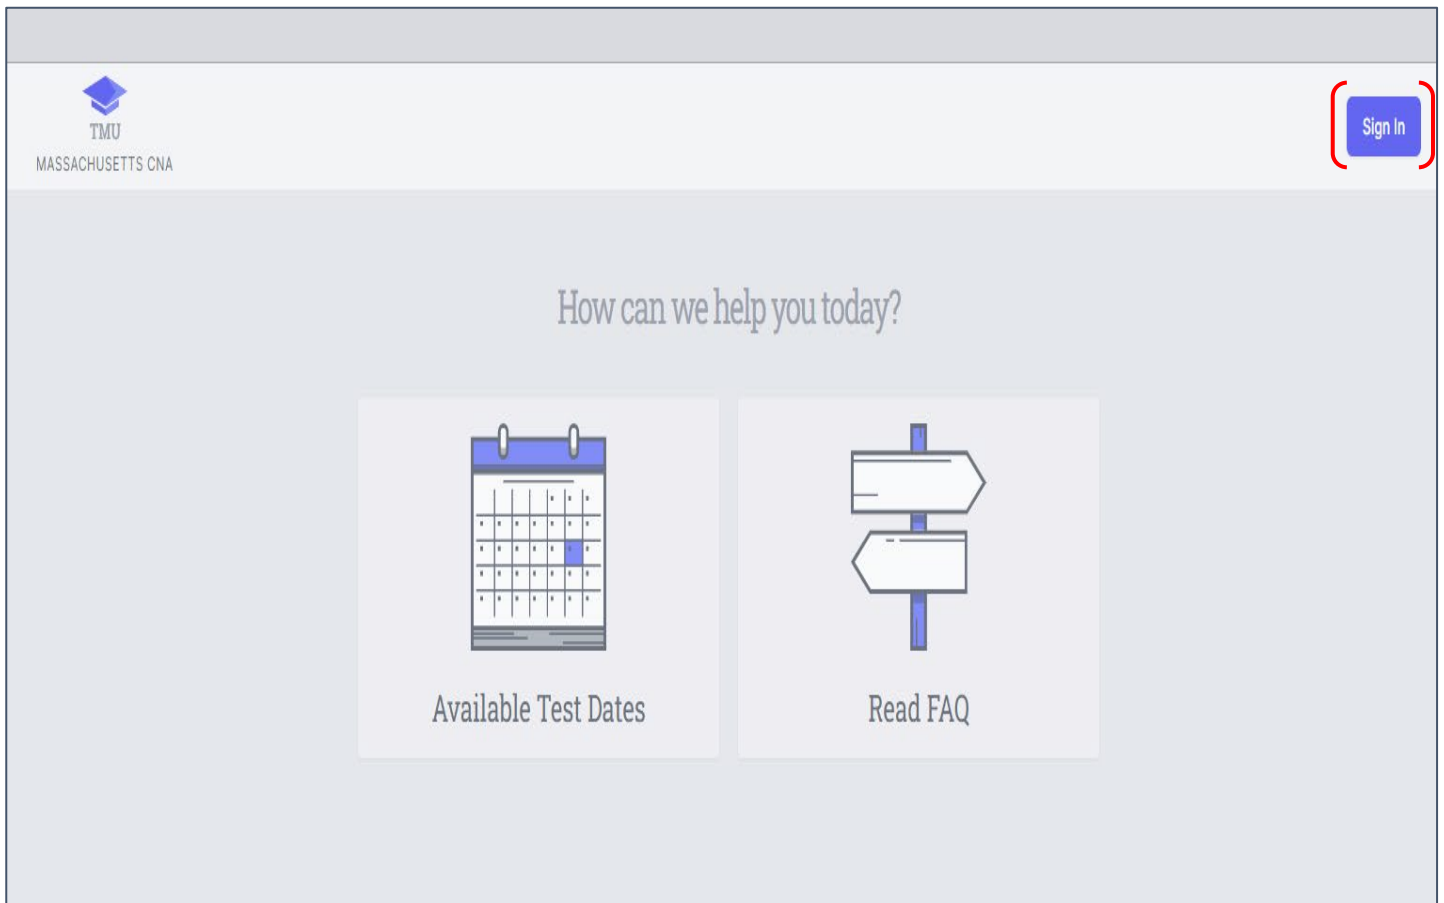 TMU
MASSACHUSETTS CNA
Sign In
How can we help you today?
Available Test Dates
Read FAQ